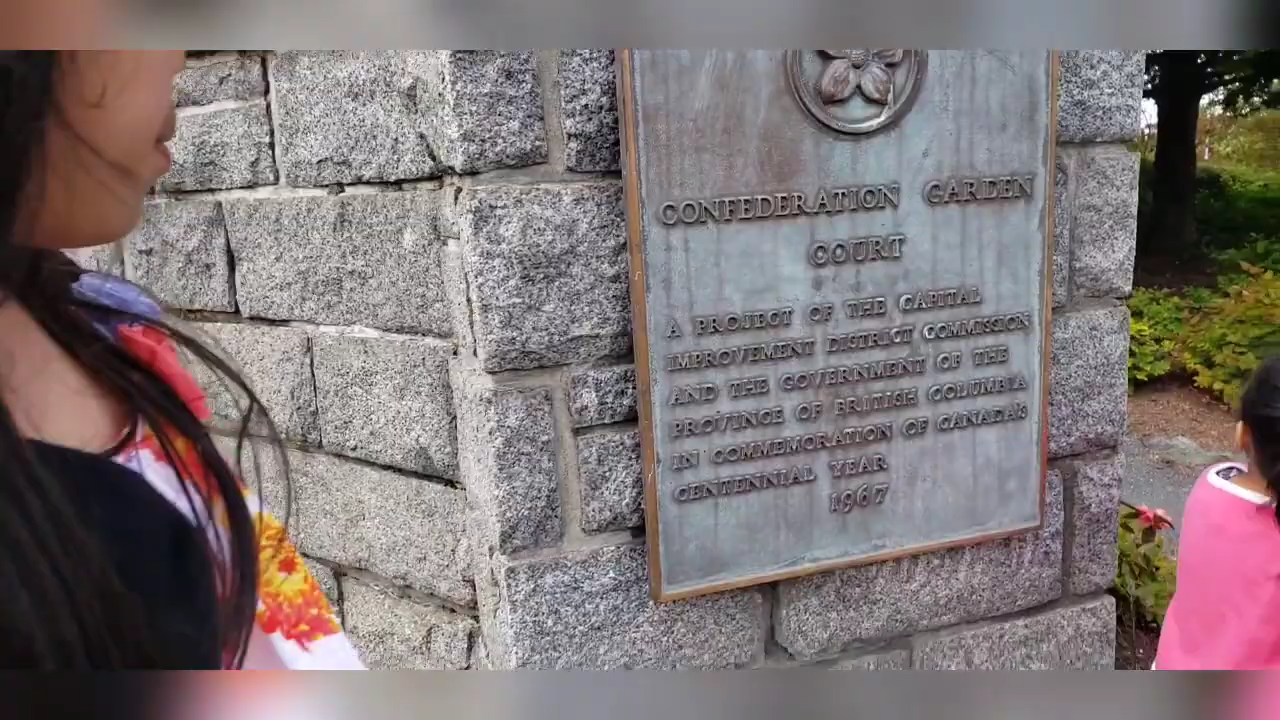 CONFEDERATION GARDEN
COURT
A PROJECT OF THE CAPITAL
IMPROVEMENT DISTRICT COMMISSION
AND THE GOVERNMENT OF THE
PROVINCE OF BRITISH COLUMBIA
IN COMMEMORATION OF CANADA'S
CENTENNIAL YEAR
1967